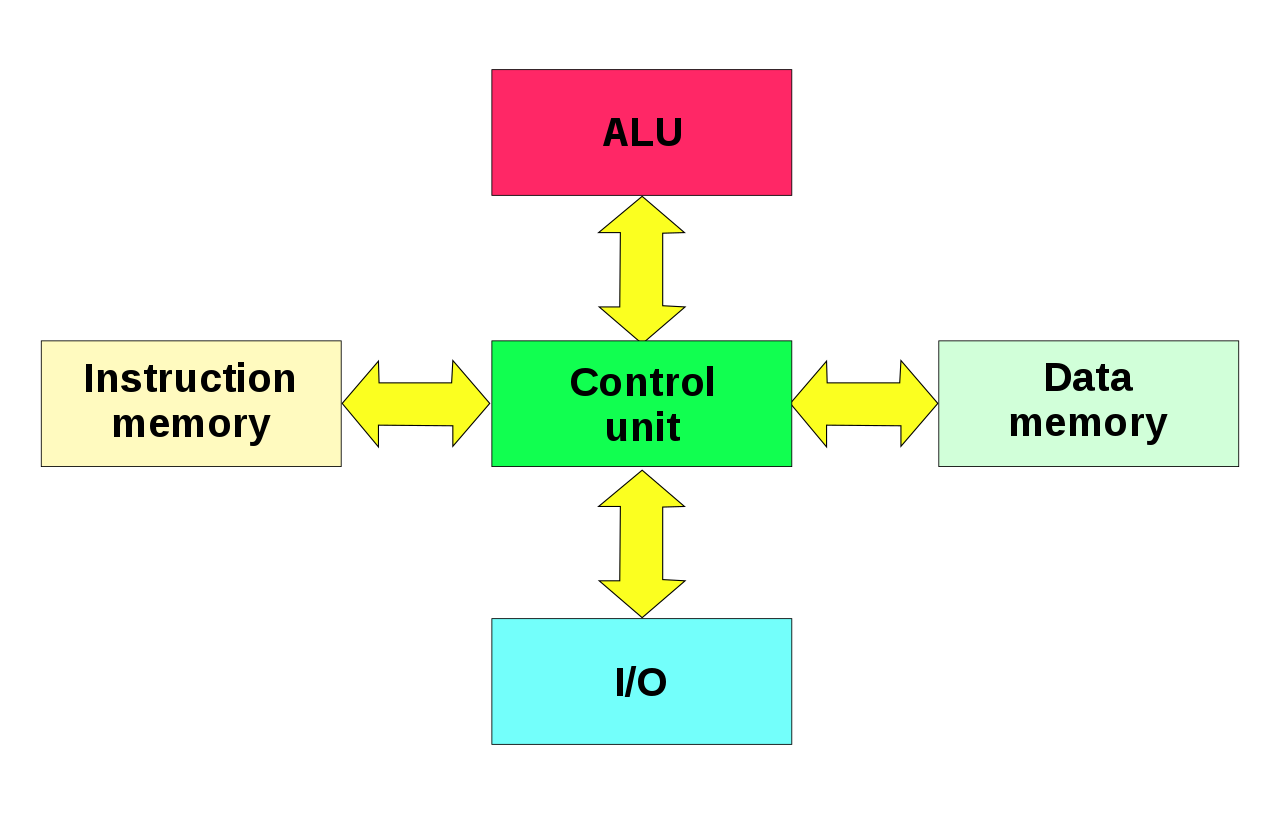 ALU
Instruction
memory
Control
unit
Data
memory
I/O